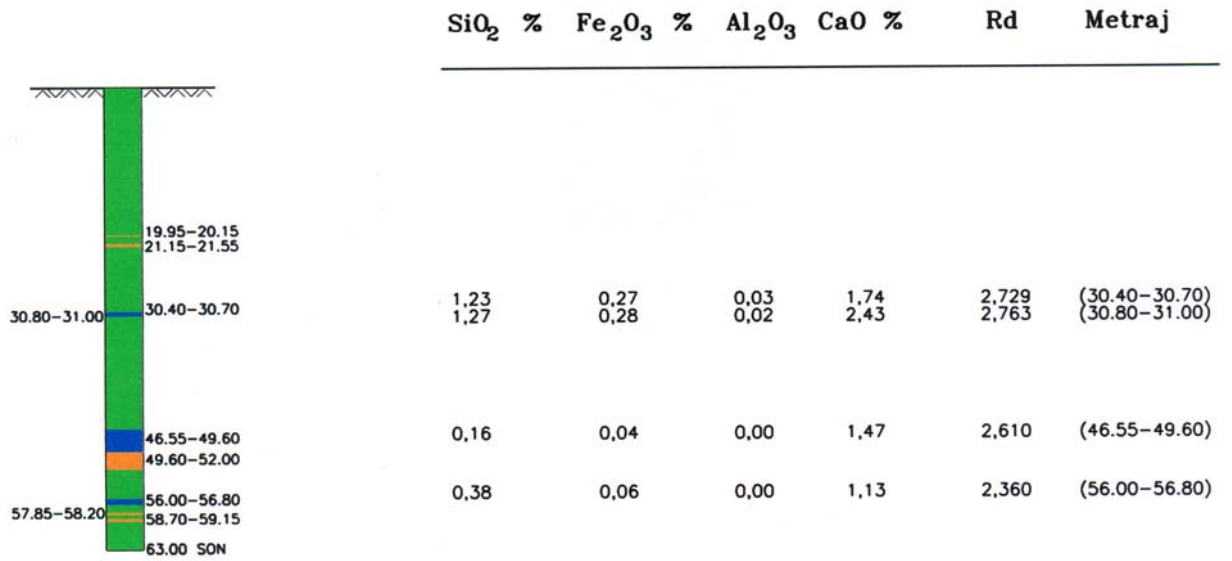 SiO2 % Fe2O3 % Al2O3 CaO % Rd Metraj
19.95-20.15
21.15-21.55
30.40-30.70 1,23 0,27 0,03 1,74 2,729 (30.40-30.70)
30.80-31.00 1,27 0,28 0,02 2,43 2,763 (30.80-31.00)
46.55-49.60 0,16 0,04 0,00 1,47 2,610 (46.55-49.60)
49.60-52.00
56.00-56.80 0,38 0,06 0,00 1,13 2,360 (56.00-56.80)
57.85-58.20
58.70-59.15
63.00 SON